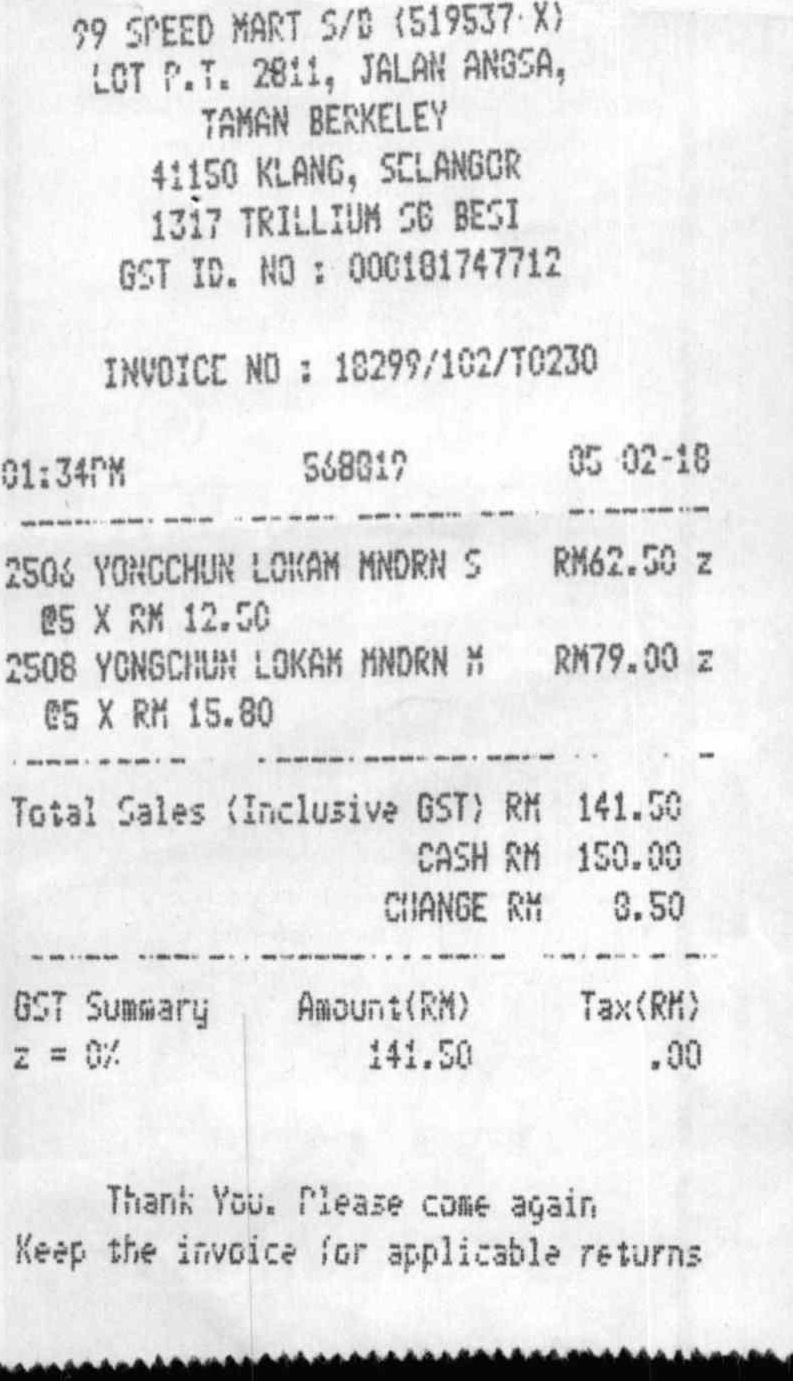 99 SPEED MART S/B (519537-X)
LOT P.T. 2811, JALAN ANGSA,
TAMAN BERKELEY
41150 KLANG, SELANGOR
1317 TRILLIUM SG BESI
GST ID. NO : 000181747712
INVOICE NO : 18299/102/T0230
01:34PM 568019 05-02-18
2506 YONGCHUN LOKAM MNDRN S RM62.50 z
@5 X RM 12.50
2508 YONGCHUN LOKAM MNDRN M RM79.00 z
@5 X RM 15.80
Total Sales (Inclusive GST) RM 141.50
CASH RM 150.00
CHANGE RM 8.50
GST Summary Amount(RM) Tax(RM)
z = 0% 141.50 .00
Thank You. Please come again
Keep the invoice for applicable returns